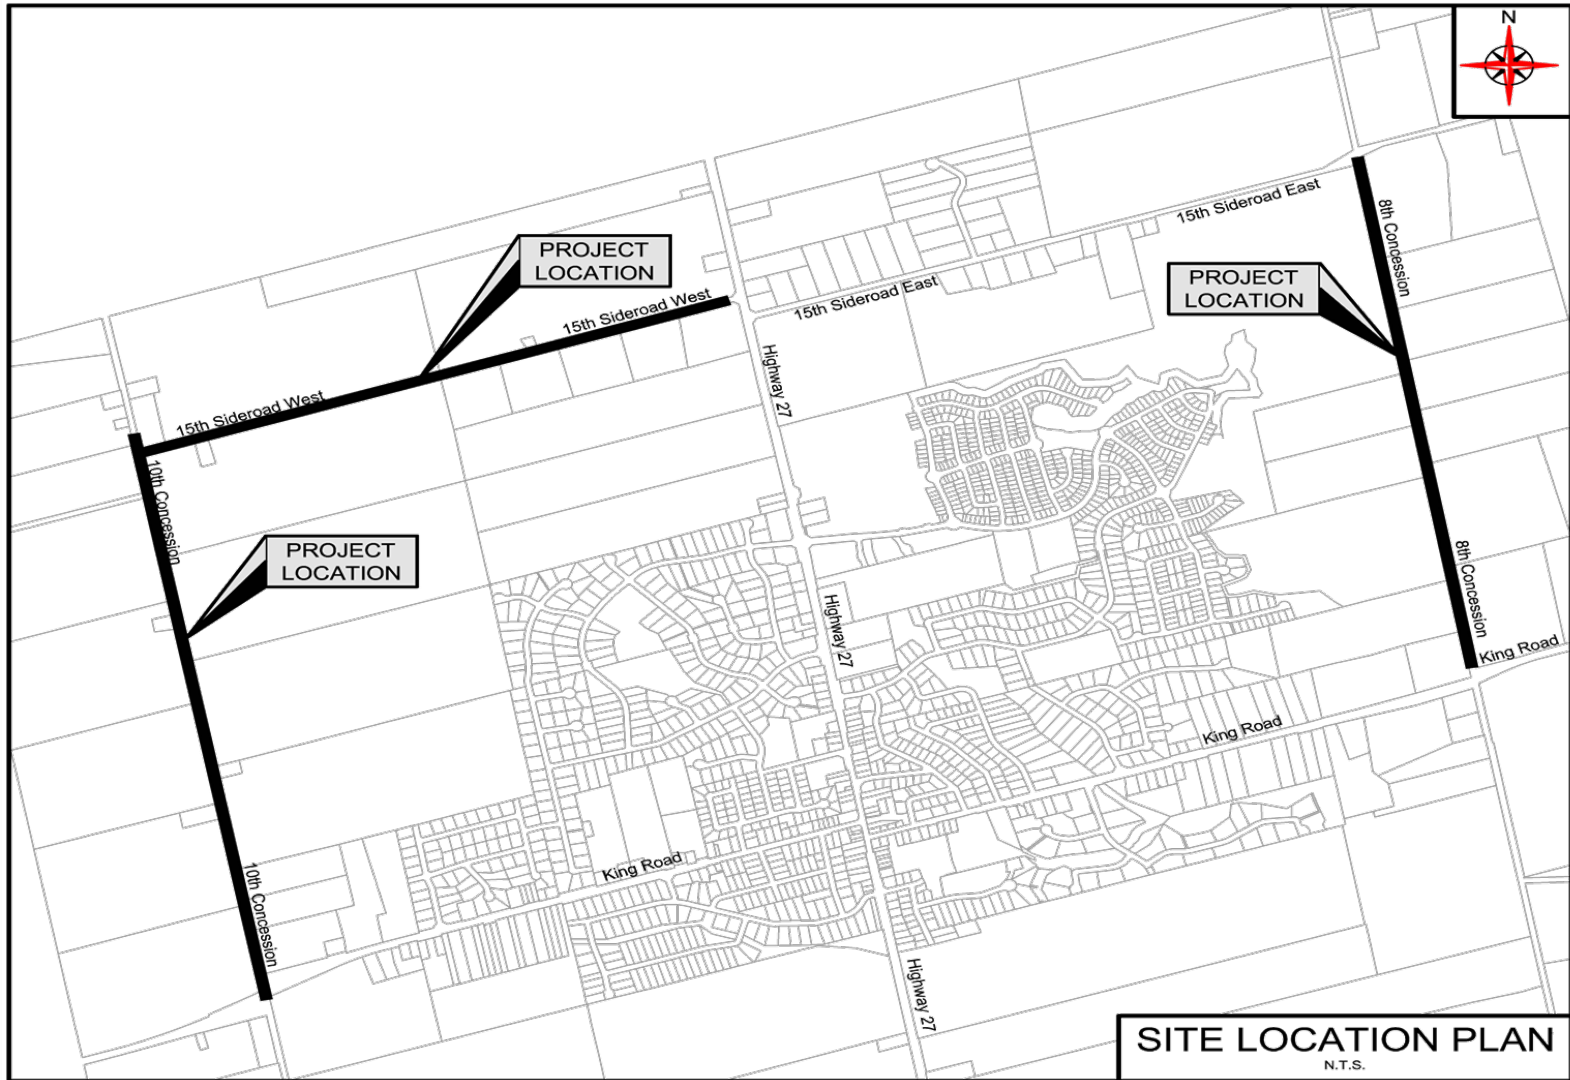 N
15th Sideroad East
8th Concession
PROJECT
LOCATION
PROJECT
LOCATION
15th Sideroad West
15th Sideroad East
Highway 27
15th Sideroad West
10th Concession
PROJECT
LOCATION
8th Concession
Highway 27
King Road
King Road
King Road
10th Concession
Highway 27
SITE LOCATION PLAN
N.T.S.